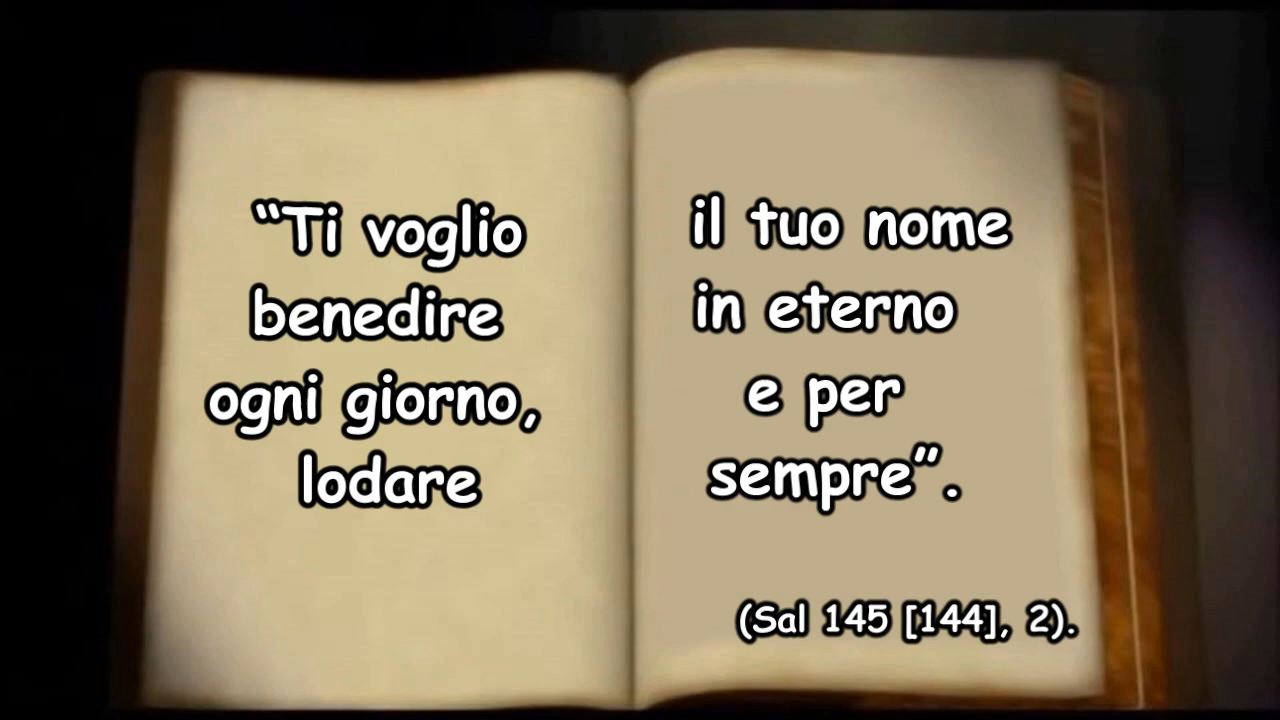 “Ti voglio
benedire
ogni giorno,
lodare
il tuo nome
in eterno
e per
sempre”.
(Sal 145 [144], 2).